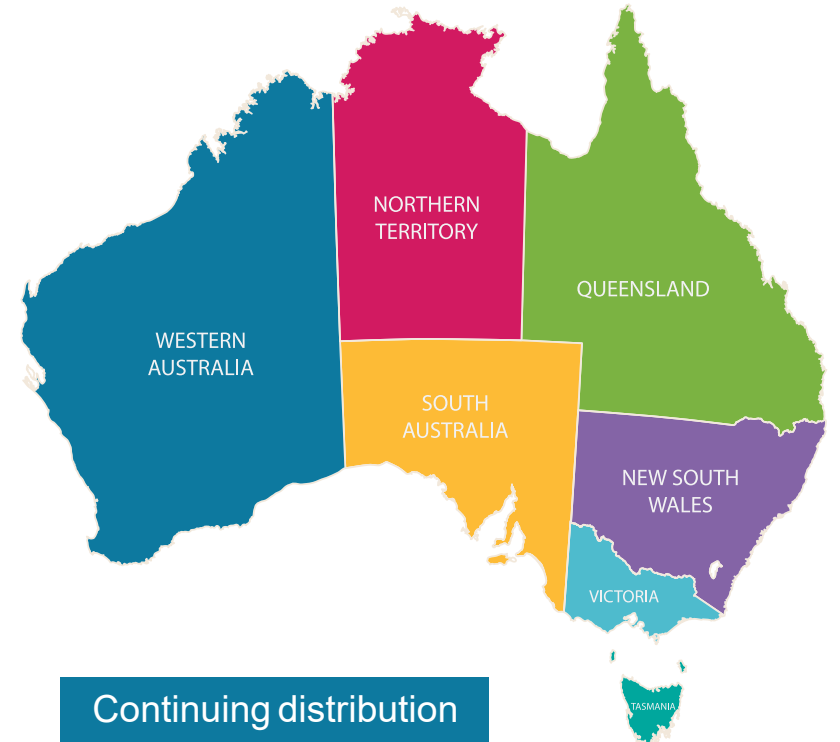 NORTHERN
TERRITORY
QUEENSLAND
WESTERN
AUSTRALIA
SOUTH
AUSTRALIA
NEW SOUTH
WALES
VICTORIA
TASMANIA
Continuing distribution